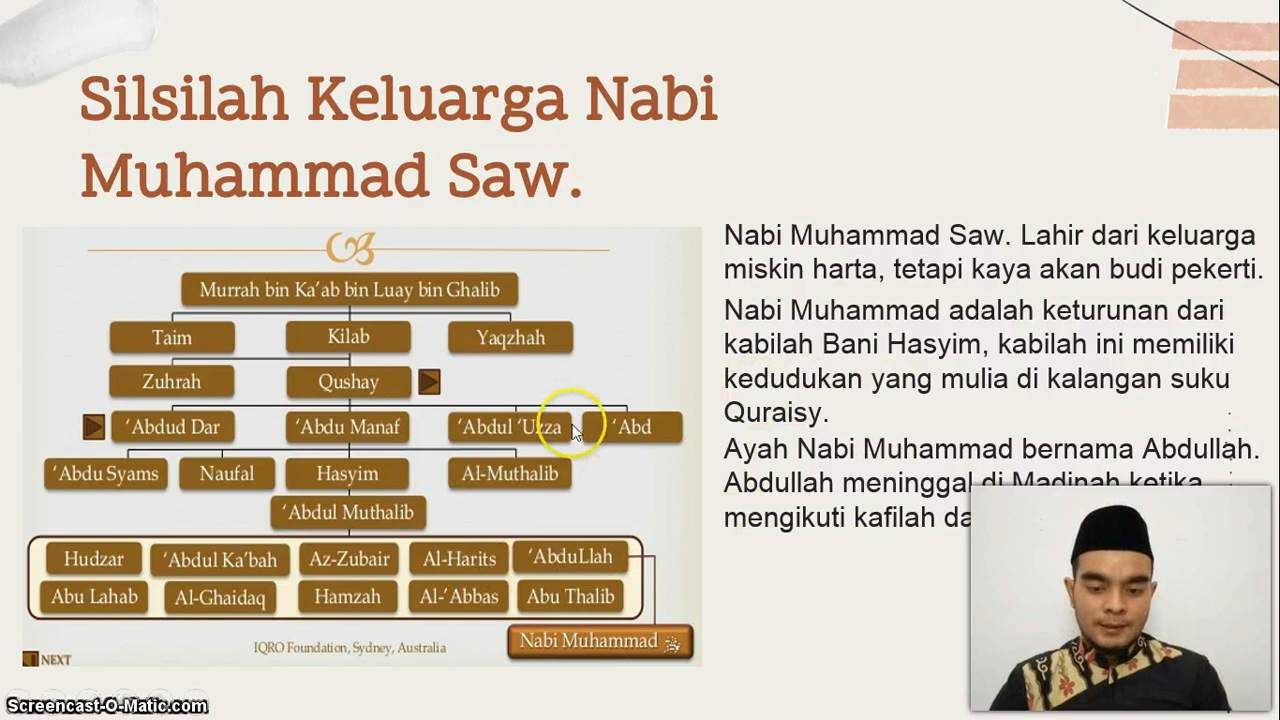 Silsilah Keluarga Nabi
Muhammad Saw.
Murrah bin Ka'ab bin Luay bin Ghalib
Taim
Kilab
Yaqzhah
Zuhrah
Qushay
'Abdud Dar
'Abdu Manaf
'Abdul 'Uzza
'Abd
'Abdu Syams
Naufal
Hasyim
Al-Muthalib
'Abdul Muthalib
Hudzar
'Abdul Ka'bah
Az-Zubair
Al-Harits
'AbduLlah
Abu Lahab
Al-Ghaidaq
Hamzah
Al-'Abbas
Abu Thalib
Nabi Muhammad
IQRO Foundation, Sydney, Australia
NEXT
Nabi Muhammad Saw. Lahir dari keluarga
miskin harta, tetapi kaya akan budi pekerti.
Nabi Muhammad adalah keturunan dari
kabilah Bani Hasyim, kabilah ini memiliki
kedudukan yang mulia di kalangan suku
Quraisy.
Ayah Nabi Muhammad bernama Abdullah.
Abdullah meninggal di Madinah ketika
mengikuti kafilah
Screencast-O-Matic.com